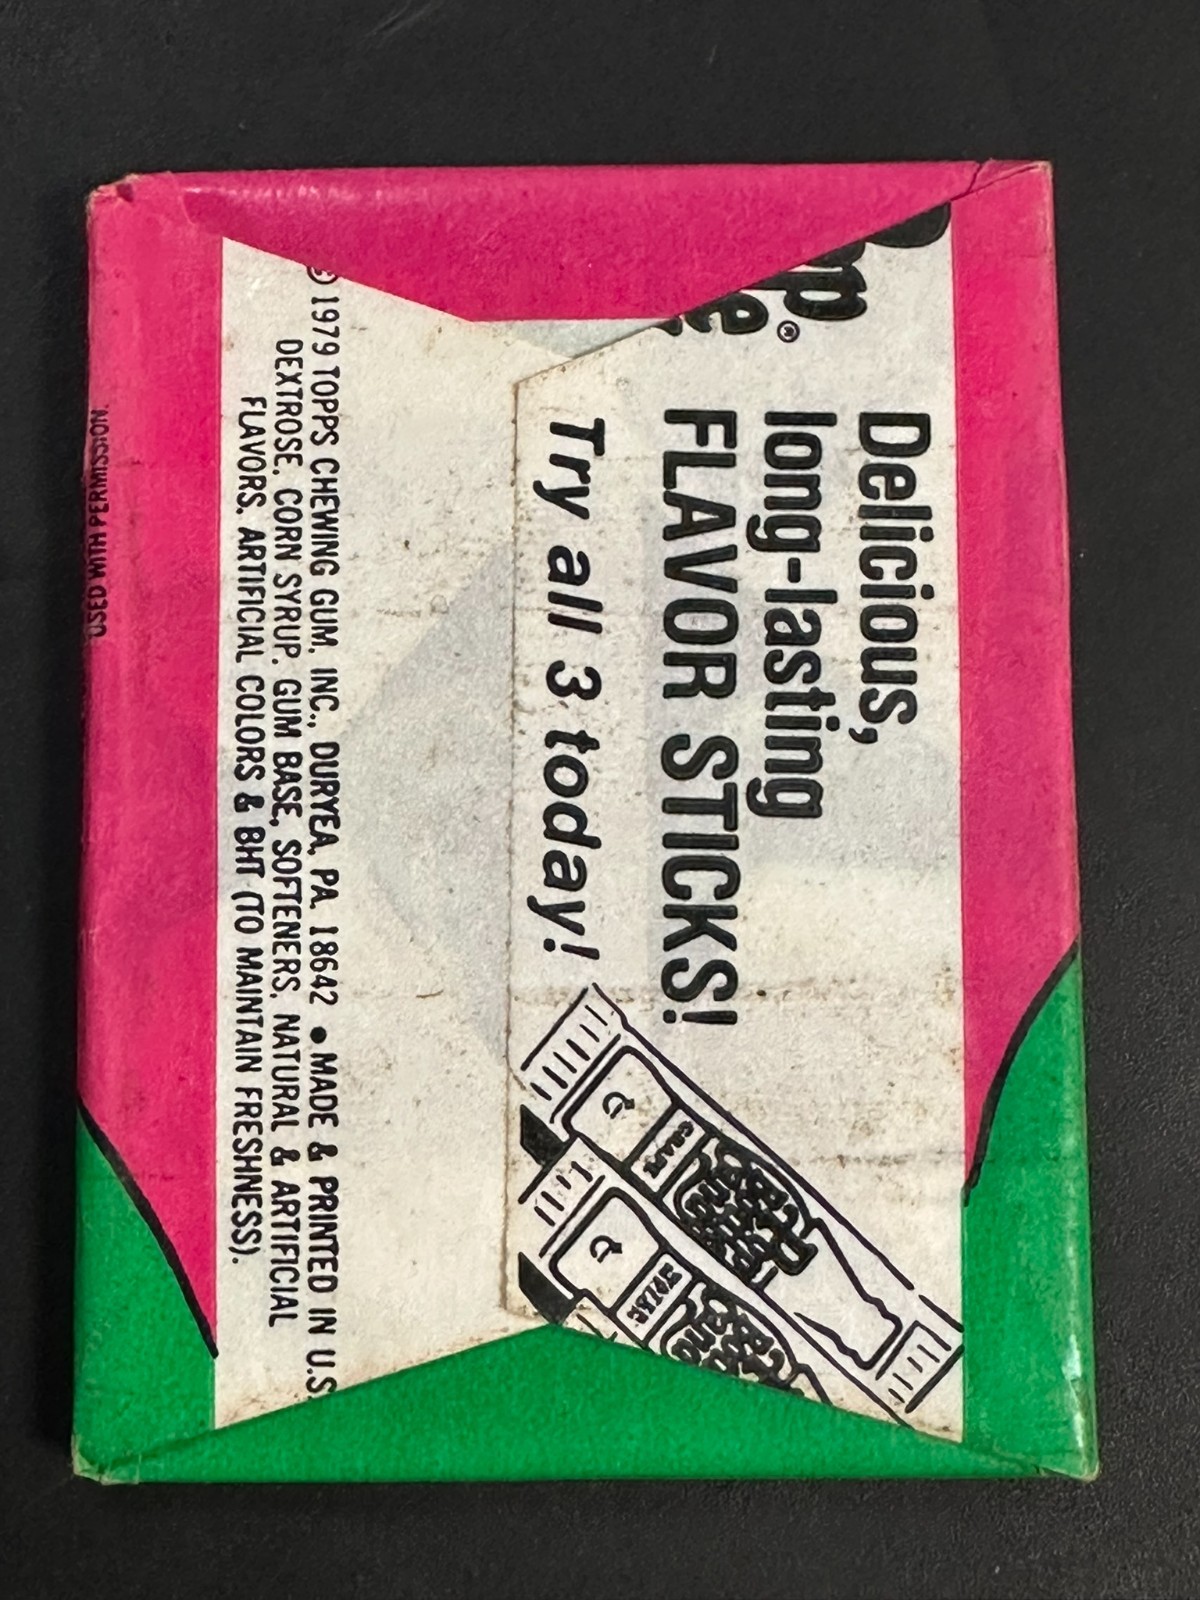 Delicious,
long-lasting
FLAVOR STICKS!
Try all 3 today!
1979 TOPPS CHEWING GUM, INC., DURYEA, PA. 18642 ● MADE & PRINTED IN U.S
DEXTROSE, CORN SYRUP, GUM BASE, SOFTENERS, NATURAL & ARTIFICIAL
FLAVORS, ARTIFICIAL COLORS & BHT (TO MAINTAIN FRESHNESS).
USED WITH PERMISSION.